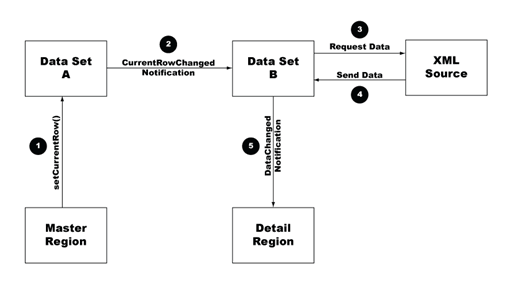 3
2
Request Data
Data Set
A
CurrentRowChanged
Notification
Data Set
B
XML
Source
Send Data
4
1
setCurrentRow()
5
DataChanged
Notification
Master
Region
Detail
Region